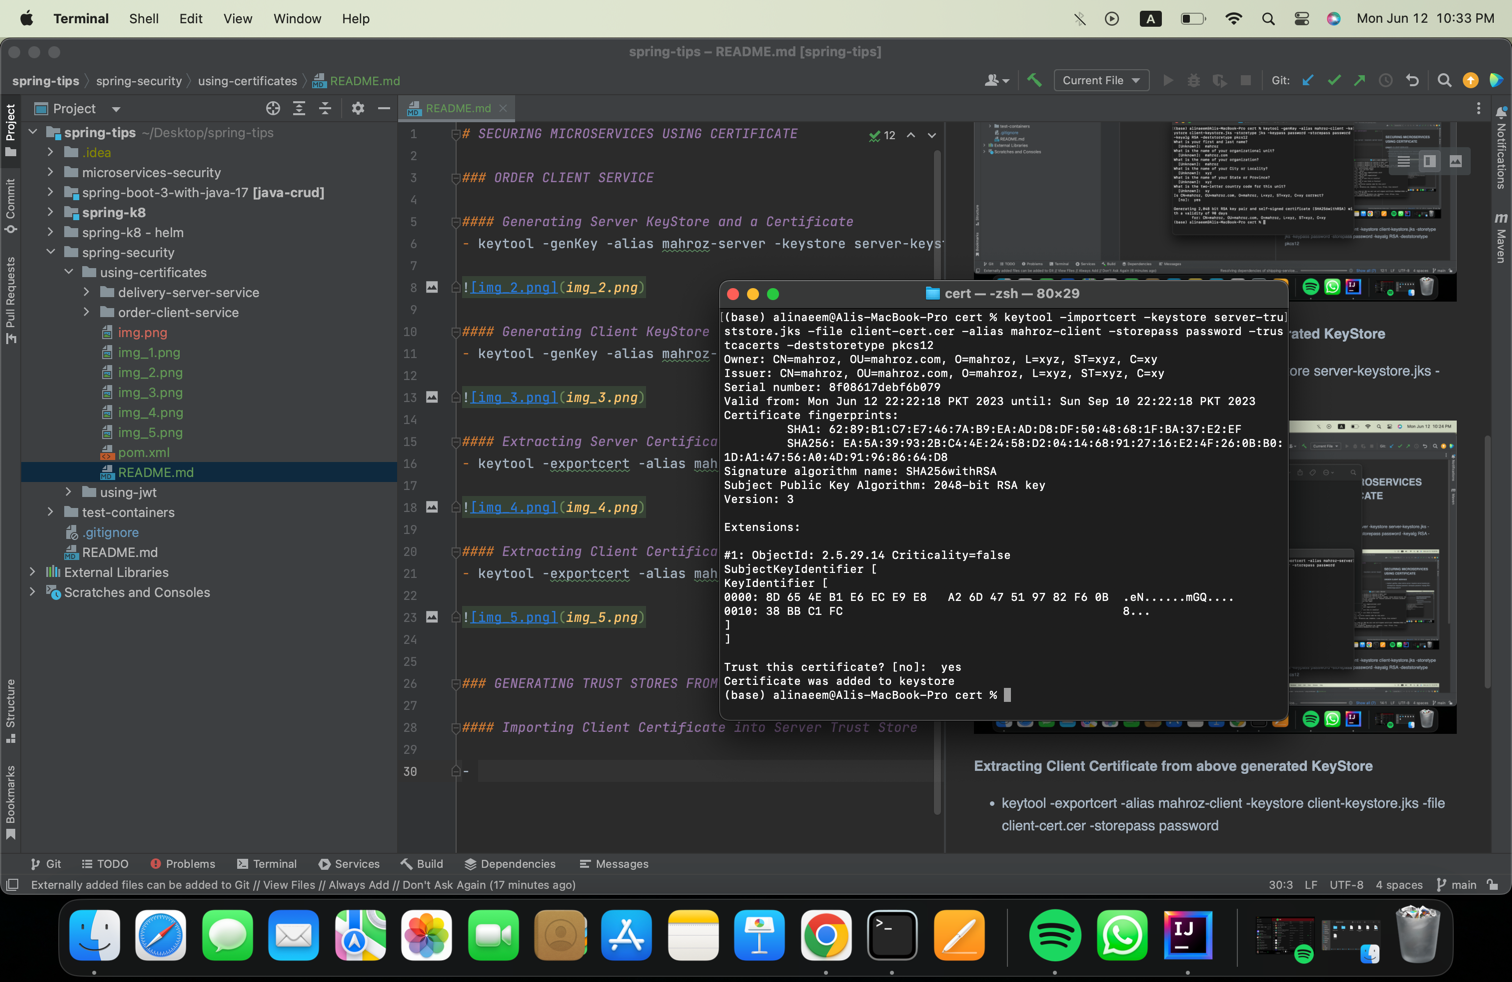 Terminal Shell Edit View Window Help
A Mon Jun 12 10:33 PM
spring-tips – README.md [spring-tips]
spring-tips spring-security using-certificates README.md
Current File Git:
Project
README.md
spring-tips ~/Desktop/spring-tips
.idea
microservices-security
spring-boot-3-with-java-17 [java-crud]
spring-k8
spring-k8 - helm
spring-security
using-certificates
delivery-server-service
order-client-service
img.png
img_1.png
img_2.png
img_3.png
img_4.png
img_5.png
pom.xml
README.md
using-jwt
test-containers
.gitignore
README.md
External Libraries
Scratches and Consoles
Project
Commit
Pull Requests
Structure
Bookmarks
12
1 # SECURING MICROSERVICES USING CERTIFICATE
2
3 ### ORDER CLIENT SERVICE
4
5 #### Generating Server KeyStore and a Certificate
6 - keytool -genKey -alias mahroz-server -keystore server-keys
7
8 ![img_2.png](img_2.png)
9
10 #### Generating Client KeyStore
11 - keytool -genKey -alias mahroz-
12
13 ![img_3.png](img_3.png)
14
15 #### Extracting Server Certifica
16 - keytool -exportcert -alias mah
17
18 ![img_4.png](img_4.png)
19
20 #### Extracting Client Certifica
21 - keytool -exportcert -alias mah
22
23 ![img_5.png](img_5.png)
24
25
26 ### GENERATING TRUST STORES FROM
27
28 #### Importing Client Certificate into Server Trust Store
29
30 -
cert — -zsh — 80×29
(base) alinaeem@Alis-MacBook-Pro cert % keytool -importcert -keystore server-tru
ststore.jks -file client-cert.cer -alias mahroz-client -storepass password -trus
tcacerts -deststoretype pkcs12
Owner: CN=mahroz, OU=mahroz.com, O=mahroz, L=xyz, ST=xyz, C=xy
Issuer: CN=mahroz, OU=mahroz.com, O=mahroz, L=xyz, ST=xyz, C=xy
Serial number: 8f08617debf6b079
Valid from: Mon Jun 12 22:22:18 PKT 2023 until: Sun Sep 10 22:22:18 PKT 2023
Certificate fingerprints:
SHA1: 62:89:B1:C7:E7:46:7A:B9:EA:AD:D8:DF:50:48:68:1F:BA:37:E2:EF
SHA256: EA:5A:39:93:2B:C4:4E:24:58:D2:04:14:68:91:27:16:E2:4F:26:0B:B0:
1D:A1:47:56:A0:4D:91:96:86:64:D8
Signature algorithm name: SHA256withRSA
Subject Public Key Algorithm: 2048-bit RSA key
Version: 3
Extensions:
#1: ObjectId: 2.5.29.14 Criticality=false
SubjectKeyIdentifier [
KeyIdentifier [
0000: 8D 65 4E B1 E6 EC E9 E8 A2 6D 47 51 97 82 F6 0B .eN......mGQ....
0010: 38 BB C1 FC 8...
]
]
Trust this certificate? [no]: yes
Certificate was added to keystore
(base) alinaeem@Alis-MacBook-Pro cert %
ated KeyStore
ore server-keystore.jks -
Extracting Client Certificate from above generated KeyStore
• keytool -exportcert -alias mahroz-client -keystore client-keystore.jks -file
client-cert.cer -storepass password
Notifications
m Maven
Git TODO Problems Terminal Services Build Dependencies Messages
Externally added files can be added to Git // View Files // Always Add // Don't Ask Again (17 minutes ago)
30:3 LF UTF-8 4 spaces main
IJ